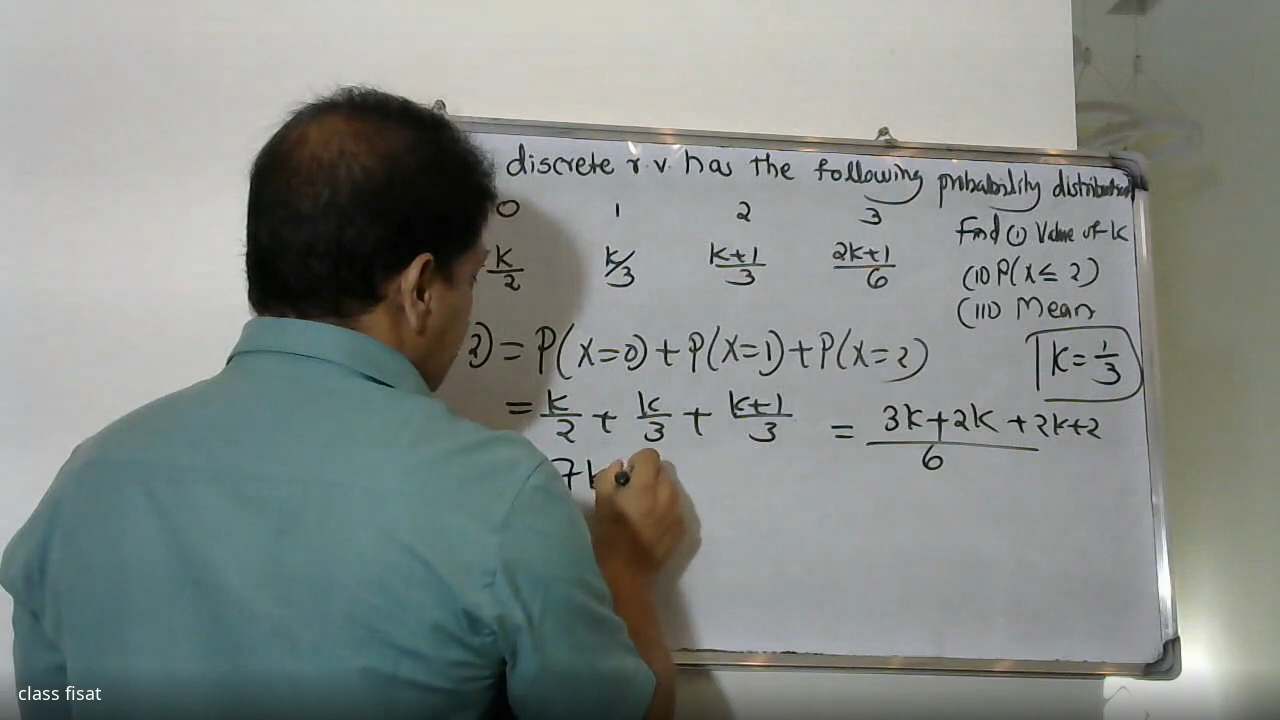 discrete r.v has the following probability distribution
0 1 2 3
k/2 k/3 k+1/3 2k+1/6
Find (i) Value of k
(ii) P(x ≤ 2)
(iii) Mean
2) = P(x=0) + P(x=1) + P(x=2)
k = 1/3
= k/2 + k/3 + k+1/3 = 3k+2k+2k+2/6
7k
class fisat